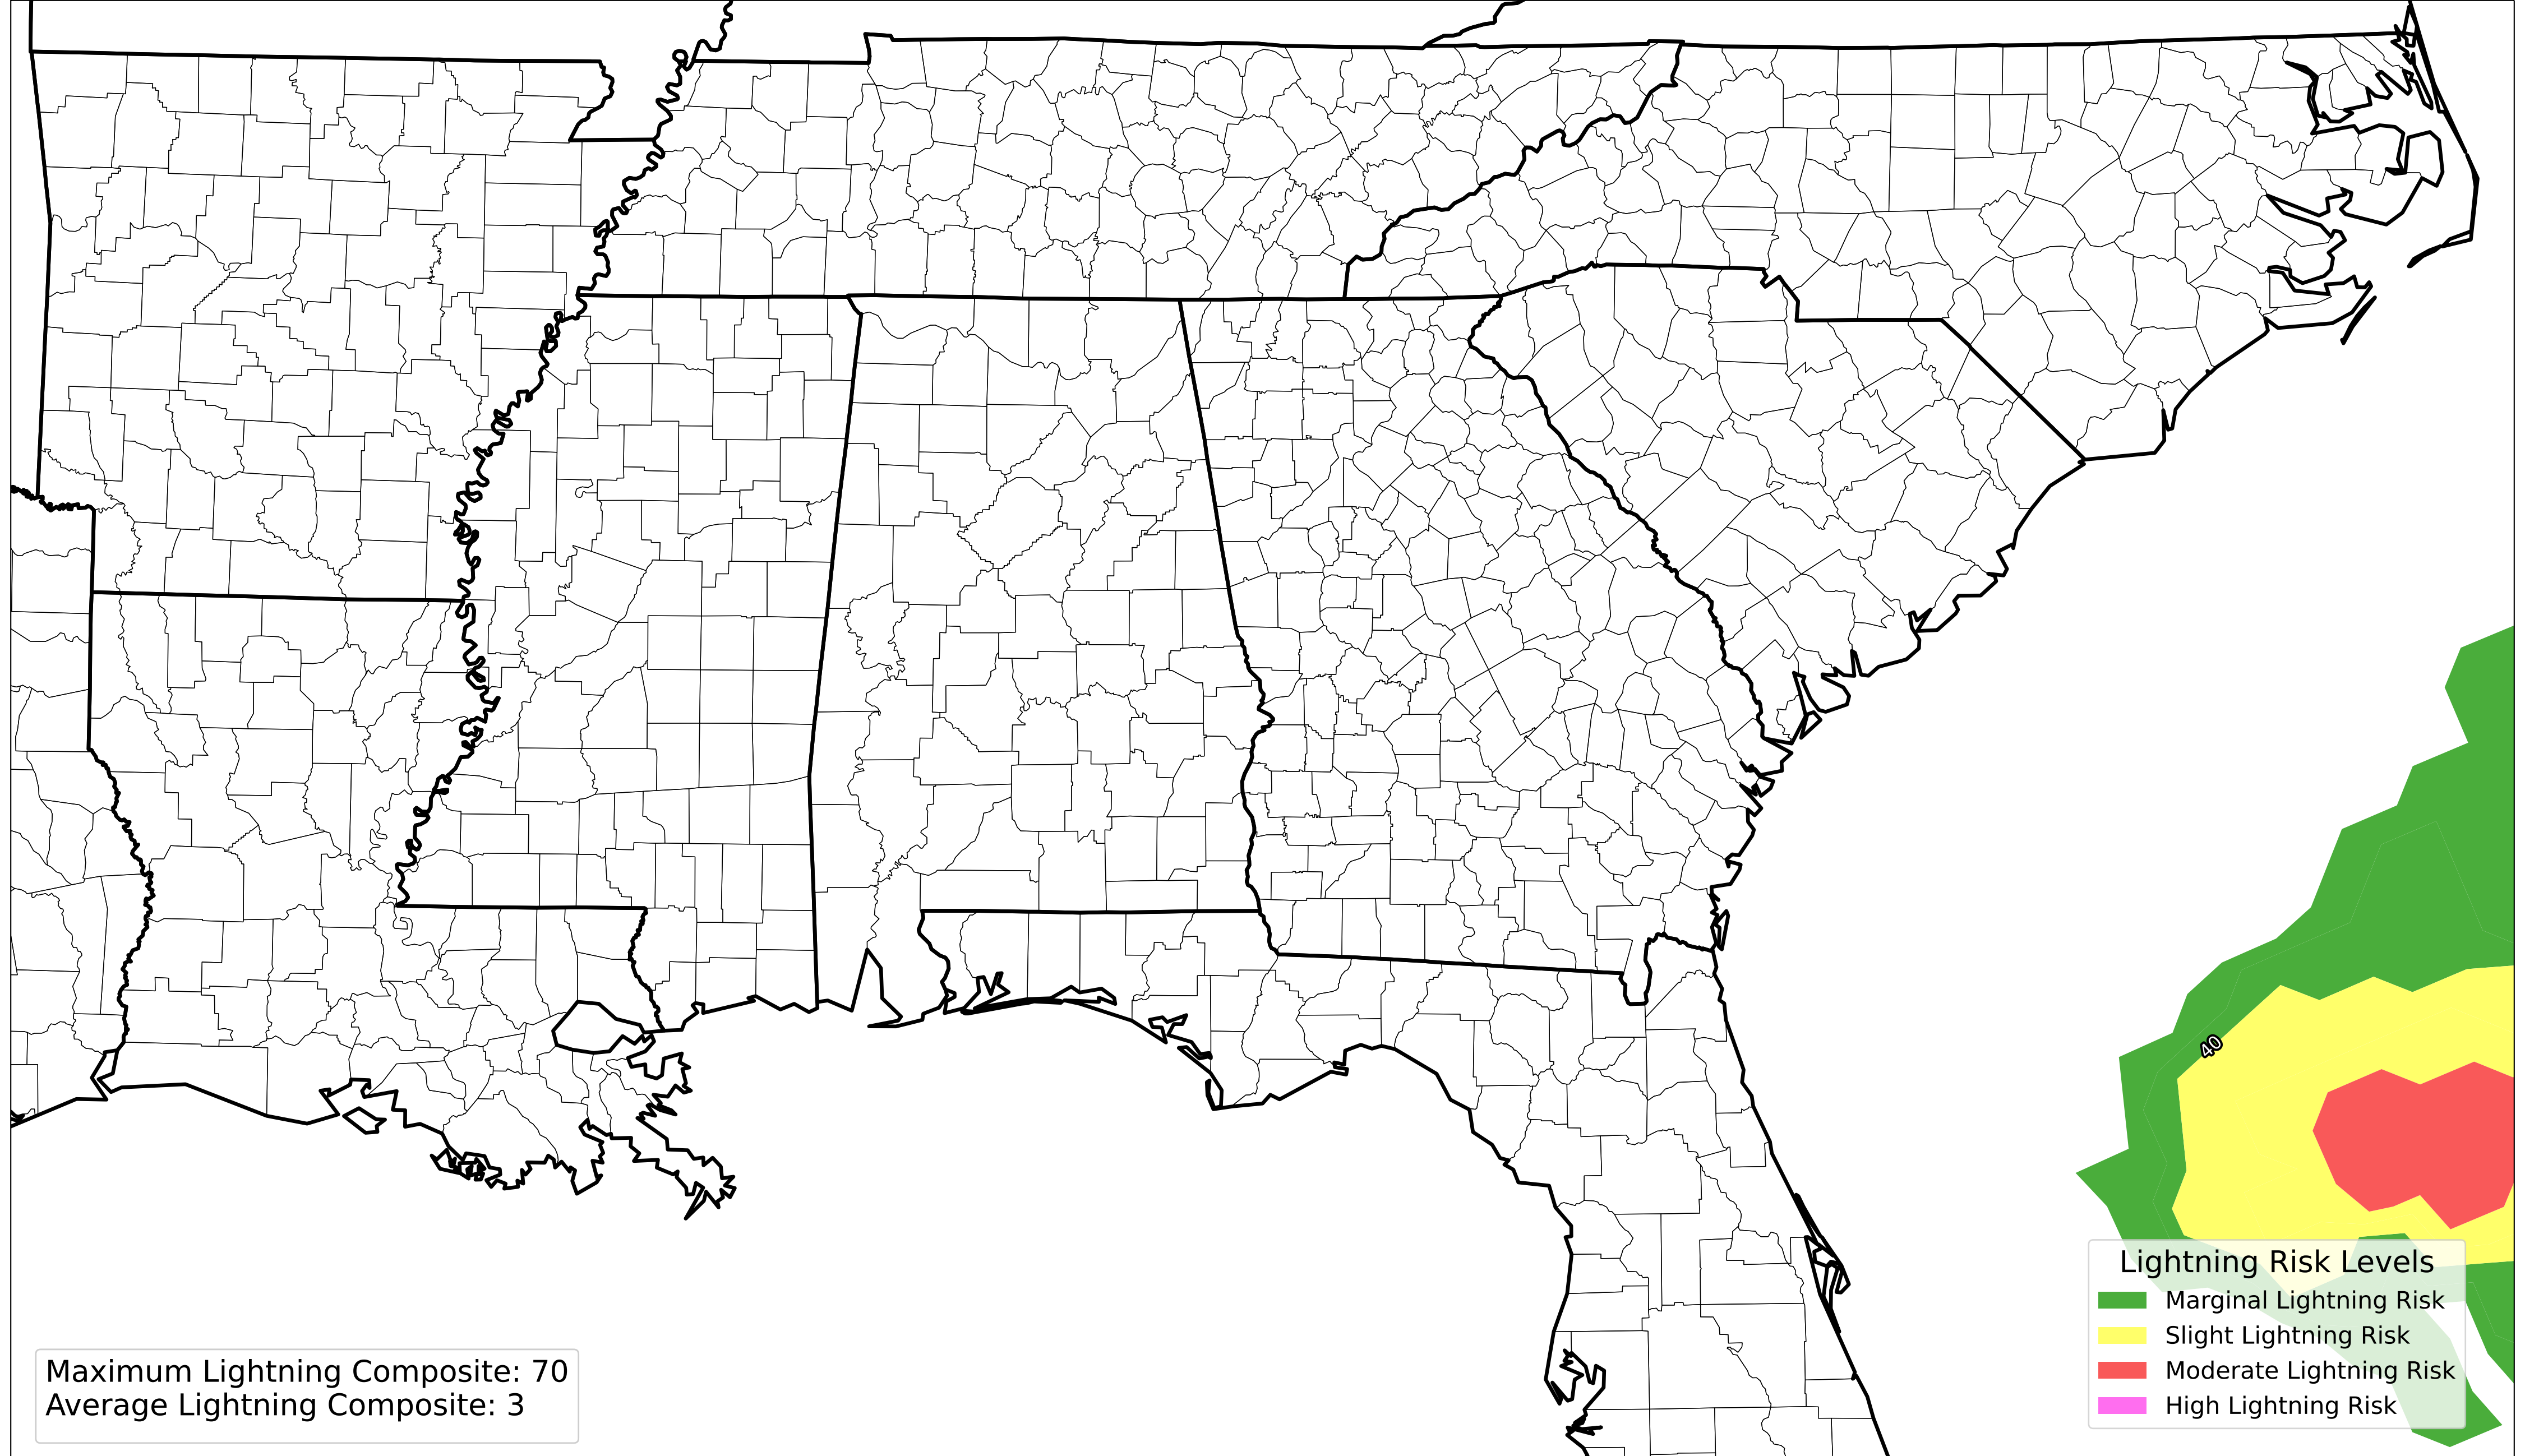 40
Lightning Risk Levels
Marginal Lightning Risk
Slight Lightning Risk
Moderate Lightning Risk
High Lightning Risk
Maximum Lightning Composite: 70
Average Lightning Composite: 3